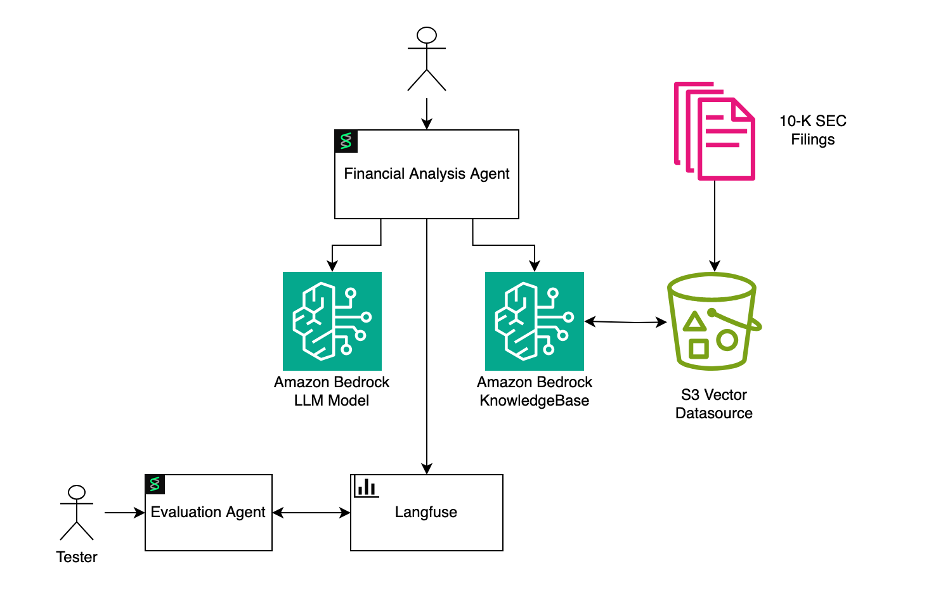 10-K SEC
Filings
Financial Analysis Agent
Amazon Bedrock
LLM Model
Amazon Bedrock
KnowledgeBase
S3 Vector
Datasource
Evaluation Agent
Langfuse
Tester